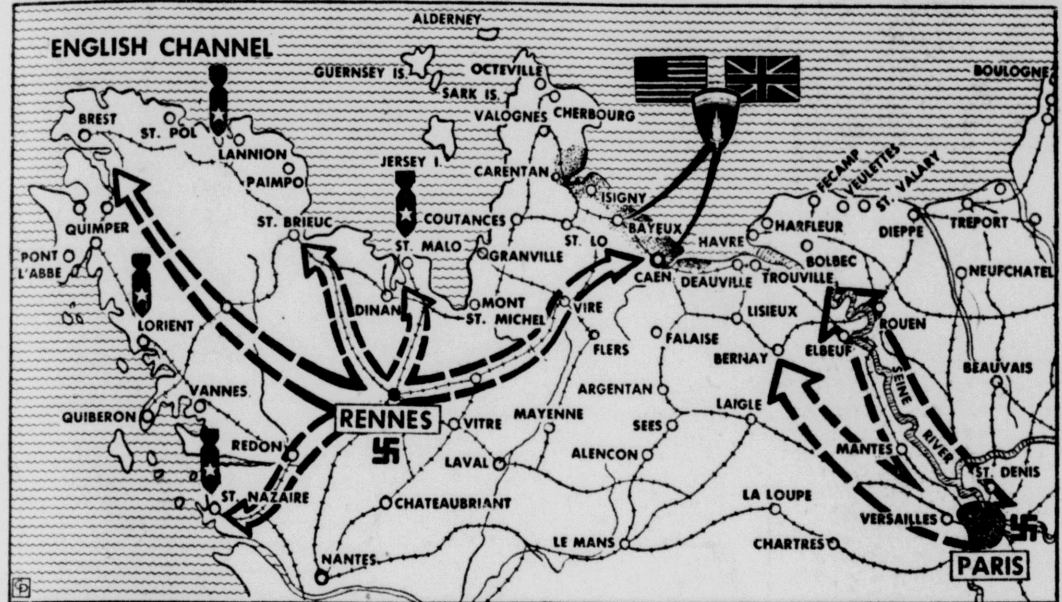 ALDERNEY
ENGLISH CHANNEL
GUERNSEY IS.
OCTEVILLE
BOULOGNE
SARK IS.
BREST
ST. POL
VALOGNES
CHERBOURG
LANNION
JERSEY I.
FECAMP
VEULETTES
ST. VALARY
PAIMPOL
CARENTAN
ISIGNY
ST. BRIEUC
COUTANCES
BAYEUX
HAVRE
HARFLEUR
DIEPPE
TREPORT
QUIMPER
ST. MALO
ST. LO
BOLBEC
PONT
L'ABBE
GRANVILLE
CAEN
DEAUVILLE
TROUVILLE
NEUFCHATEL
DINAN
MONT
ST. MICHEL
VIRE
LISIEUX
ROUEN
LORIENT
FLERS
FALAISE
BERNAY
ELBEUF
SEINE
RIVER
BEAUVAIS
VANNES.
ARGENTAN
QUIBERON
RENNES
VITRE
MAYENNE
SEES
LAIGLE
REDON
LAVAL
ALENCON
MANTES
ST. DENIS
ST. NAZAIRE
CHATEAUBRIANT
LA LOUPE
VERSAILLES
LE MANS
CHARTRES
NANTES
PARIS
CP